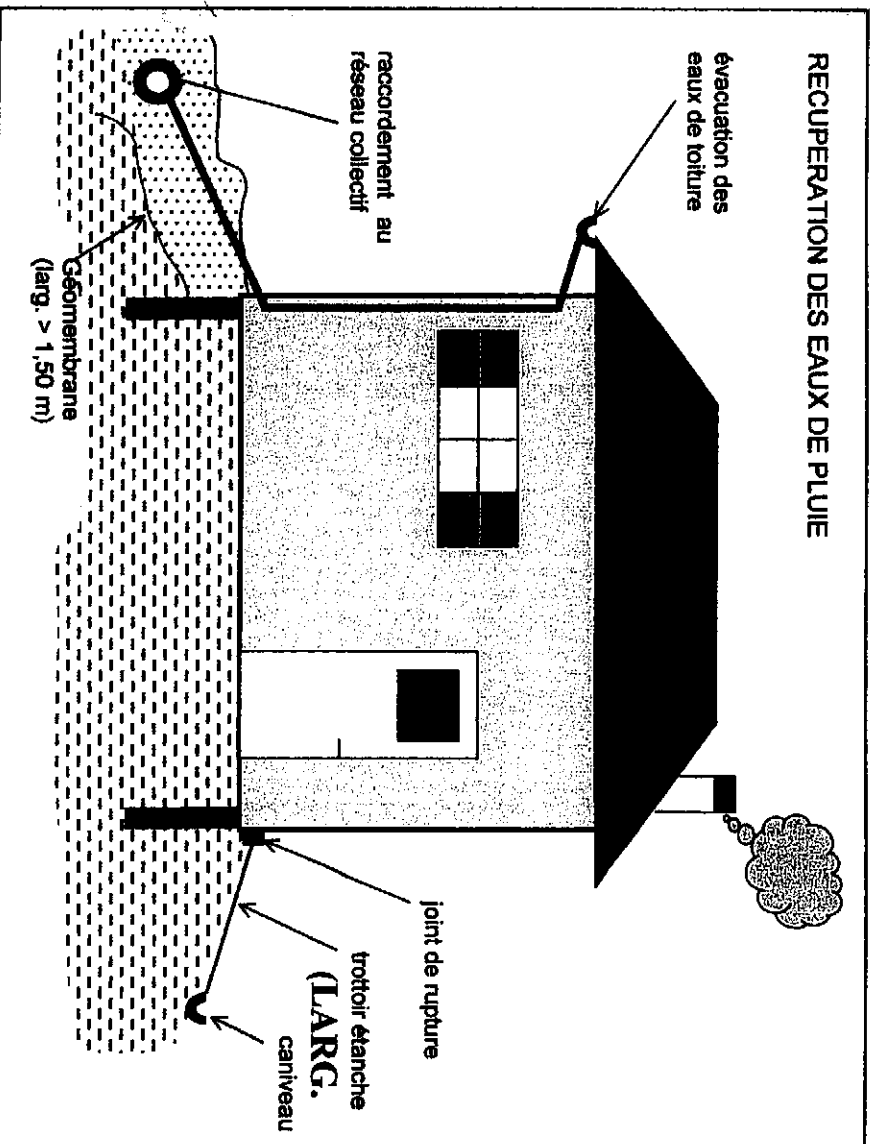 RECUPERATION DES EAUX DE PLUIE
évacuation des
eaux de toiture
raccordement au
réseau collectif
Géomembrane
(larg. > 1,50 m)
joint de rupture
trottoir étanche
(LARG.
caniveau